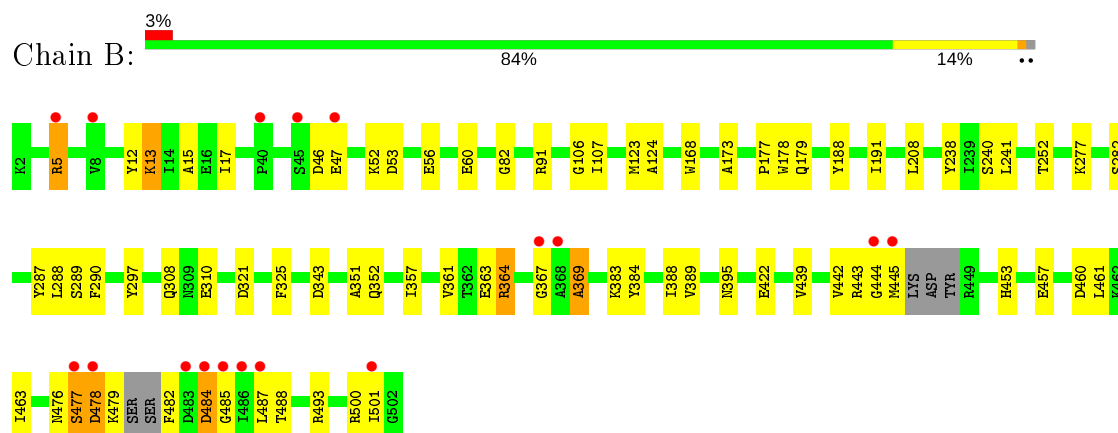 3%
Chain B:
84%
14%
••
K2 R5 V8 Y12 K13 I14 A15 E16 I17 P40 S45 D46 E47 K52 D53 E56 E60 G82 R91 G106 I107 M123 A124 W168 A173 P177 W178 Q179 Y188 I191 L208 Y238 I239 S240 L241 T252 K277 S282
Y287 L288 S289 F290 Y297 Q308 N309 E310 D321 F325 D343 A351 Q352 I357 V361 T362 E363 R364 G367 A368 A369 K383 Y384 I388 V389 N395 E422 V439 V442 R443 G444 M445 LYS ASP TYR R449 H453 E457 D460 L461 K462
I463 N476 S477 D478 K479 SER SER F482 D483 D484 G485 I486 L487 T488 R493 R500 I501 G502